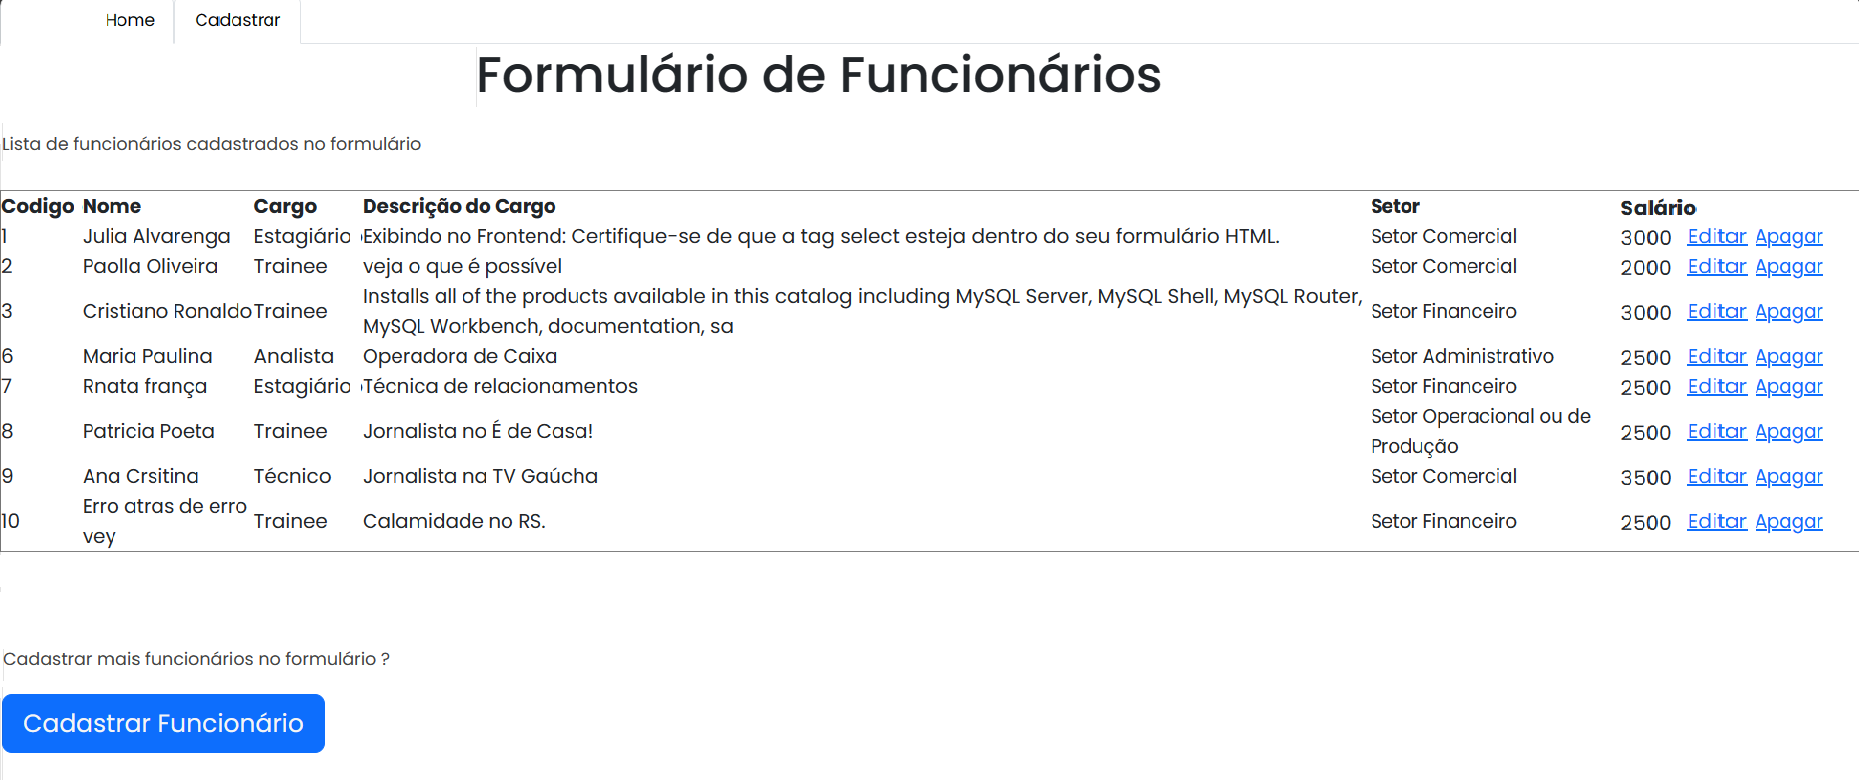 Home Cadastrar
Formulário de Funcionários
Lista de funcionários cadastrados no formulário
Codigo Nome Cargo Descrição do Cargo Setor Salário
1 Julia Alvarenga Estagiário Exibindo no Frontend: Certifique-se de que a tag select esteja dentro do seu formulário HTML. Setor Comercial 3000 Editar Apagar
2 Paolla Oliveira Trainee veja o que é possível Setor Comercial 2000 Editar Apagar
3 Cristiano Ronaldo Trainee Installs all of the products available in this catalog including MySQL Server, MySQL Shell, MySQL Router,
MySQL Workbench, documentation, sa Setor Financeiro 3000 Editar Apagar
6 Maria Paulina Analista Operadora de Caixa Setor Administrativo 2500 Editar Apagar
7 Rnata frança Estagiário Técnica de relacionamentos Setor Financeiro 2500 Editar Apagar
8 Patricia Poeta Trainee Jornalista no É de Casa! Setor Operacional ou de
Produção 2500 Editar Apagar
9 Ana Crsitina Técnico Jornalista na TV Gaúcha Setor Comercial 3500 Editar Apagar
10 Erro atras de erro
vey Trainee Calamidade no RS. Setor Financeiro 2500 Editar Apagar
Cadastrar mais funcionários no formulário ?
Cadastrar Funcionário